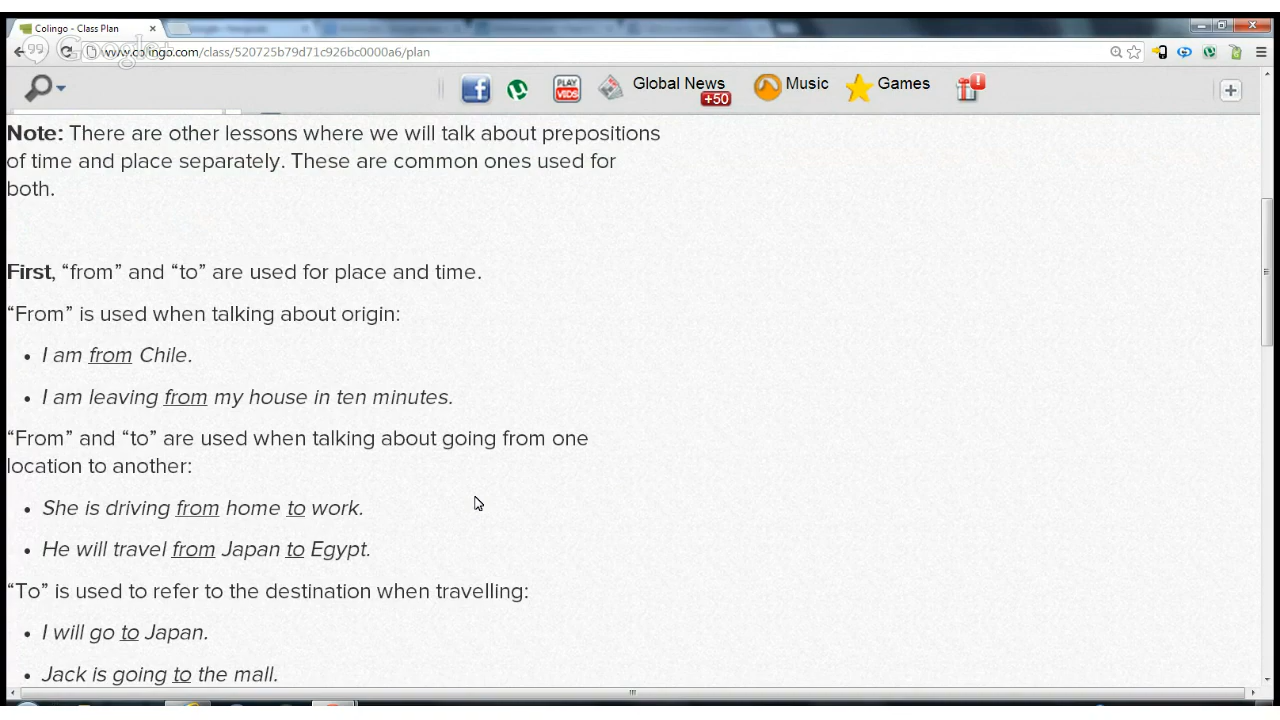 Colingo - Class Plan
Google+
www.colingo.com/class/520725b79d71c926bc0000a6/plan
PLAY VIDS Global News Music Games
+50
Note: There are other lessons where we will talk about prepositions
of time and place separately. These are common ones used for
both.
First, “from” and “to” are used for place and time.
“From” is used when talking about origin:
• I am from Chile.
• I am leaving from my house in ten minutes.
“From” and “to” are used when talking about going from one
location to another:
• She is driving from home to work.
• He will travel from Japan to Egypt.
“To” is used to refer to the destination when travelling:
• I will go to Japan.
• Jack is going to the mall.